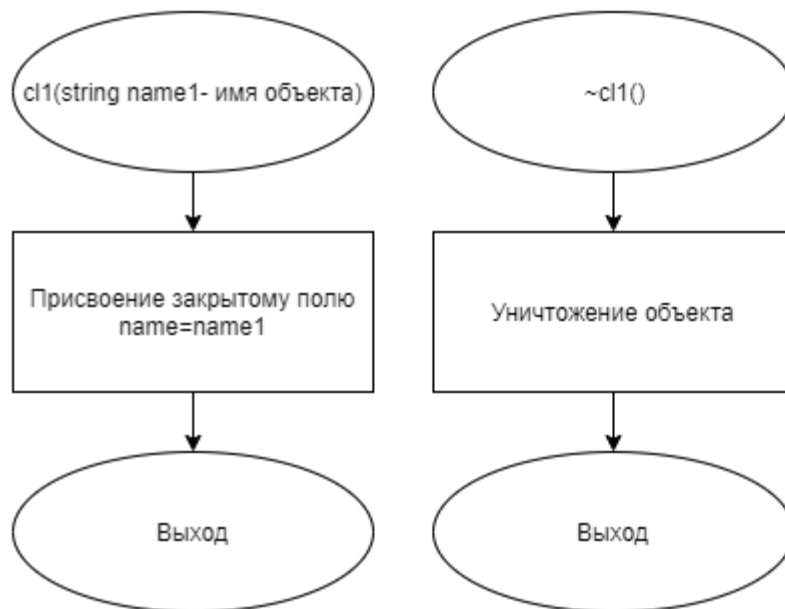 cl1(string name1- имя объекта)
Присвоение закрытому полю
name=name1
Выход
~cl1()
Уничтожение объекта
Выход